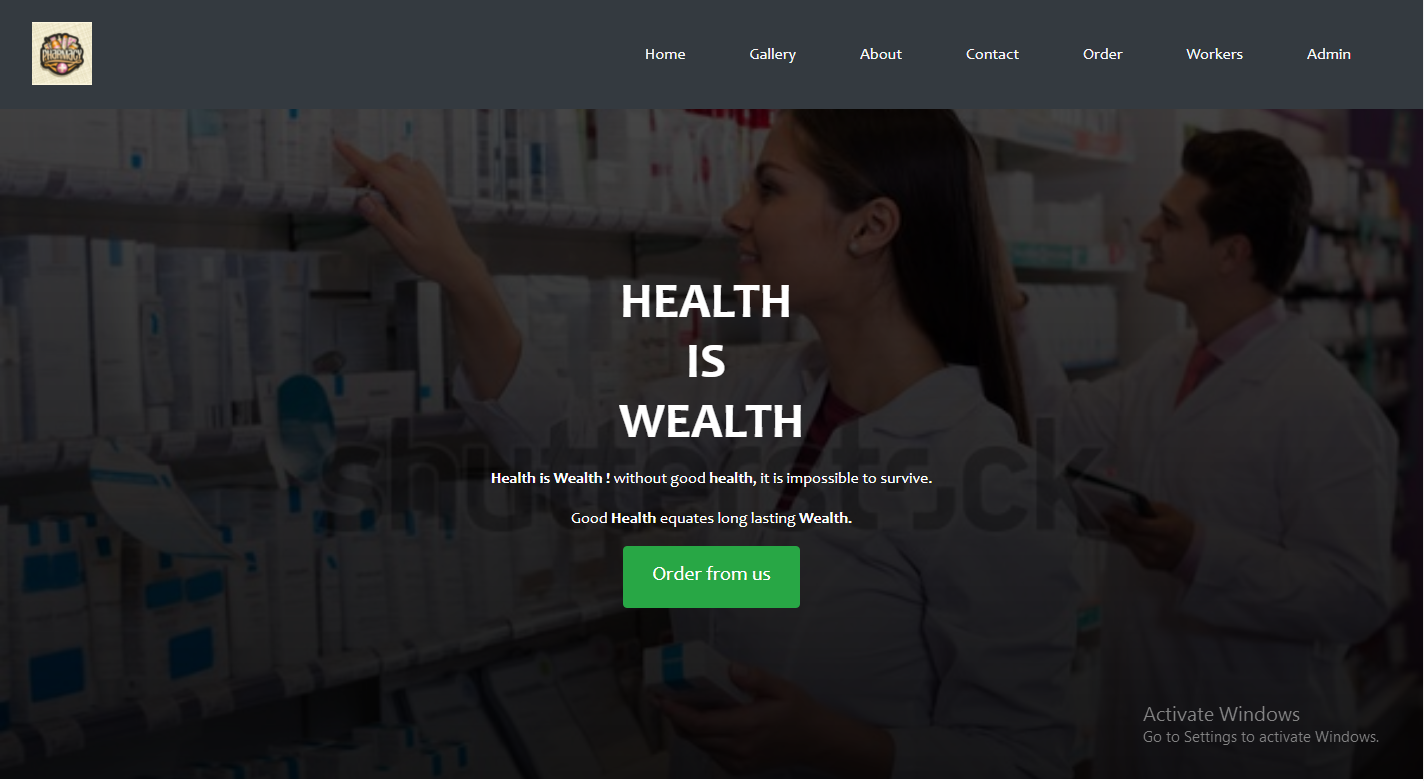 PHARMACY
Home Gallery About Contact Order Workers Admin
HEALTH
IS
WEALTH
shutterstock
Health is Wealth ! without good health, it is impossible to survive.
Good Health equates long lasting Wealth.
Order from us
Activate Windows
Go to Settings to activate Windows.